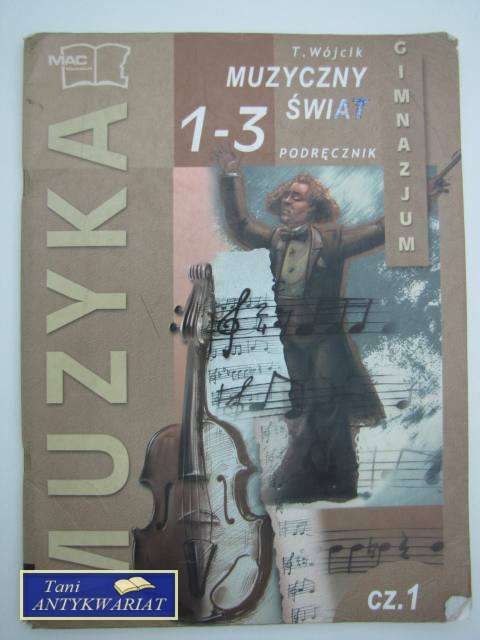 MAC
T. Wójcik
MUZYCZNY
ŚWIAT
1-3
PODRĘCZNIK
GIMNAZJUM
MUZYKA
cz.1
Tani
ANTYKWARIAT